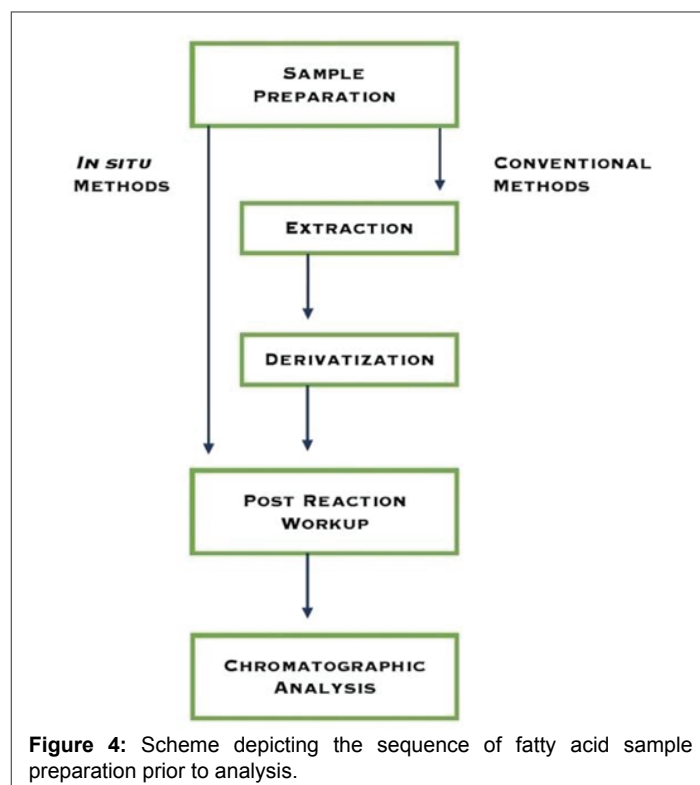 SAMPLE
PREPARATION
IN SITU
METHODS
CONVENTIONAL
METHODS
EXTRACTION
DERIVATIZATION
POST REACTION
WORKUP
CHROMATOGRAPHIC
ANALYSIS
Figure 4: Scheme depicting the sequence of fatty acid sample
preparation prior to analysis.